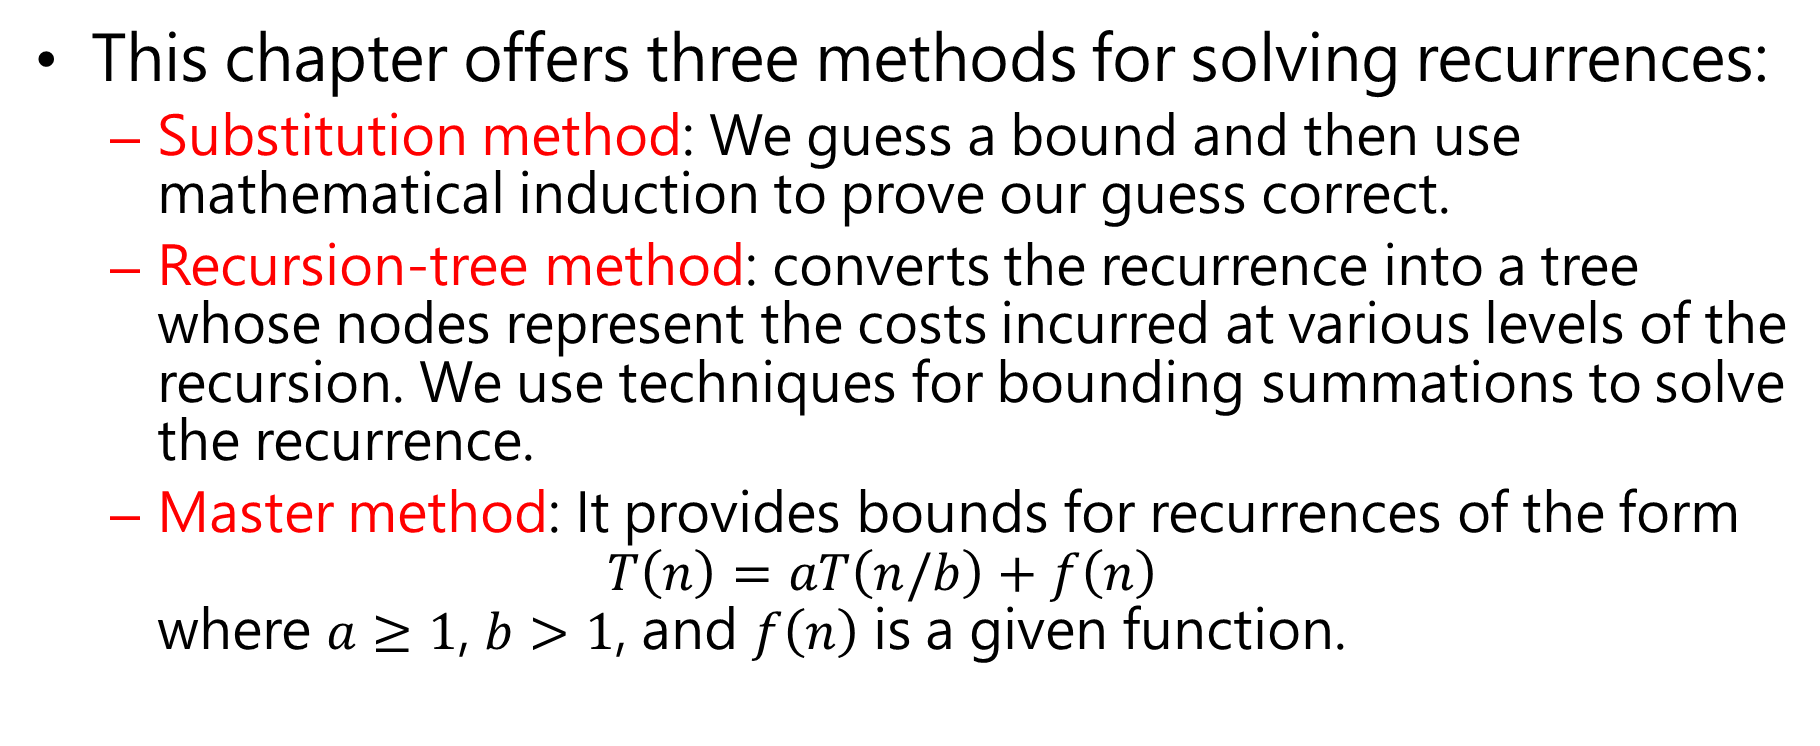 • This chapter offers three methods for solving recurrences:
– Substitution method: We guess a bound and then use
mathematical induction to prove our guess correct.
– Recursion-tree method: converts the recurrence into a tree
whose nodes represent the costs incurred at various levels of the
recursion. We use techniques for bounding summations to solve
the recurrence.
– Master method: It provides bounds for recurrences of the form
T(n) = aT(n/b) + f(n)
where a ≥ 1, b > 1, and f(n) is a given function.